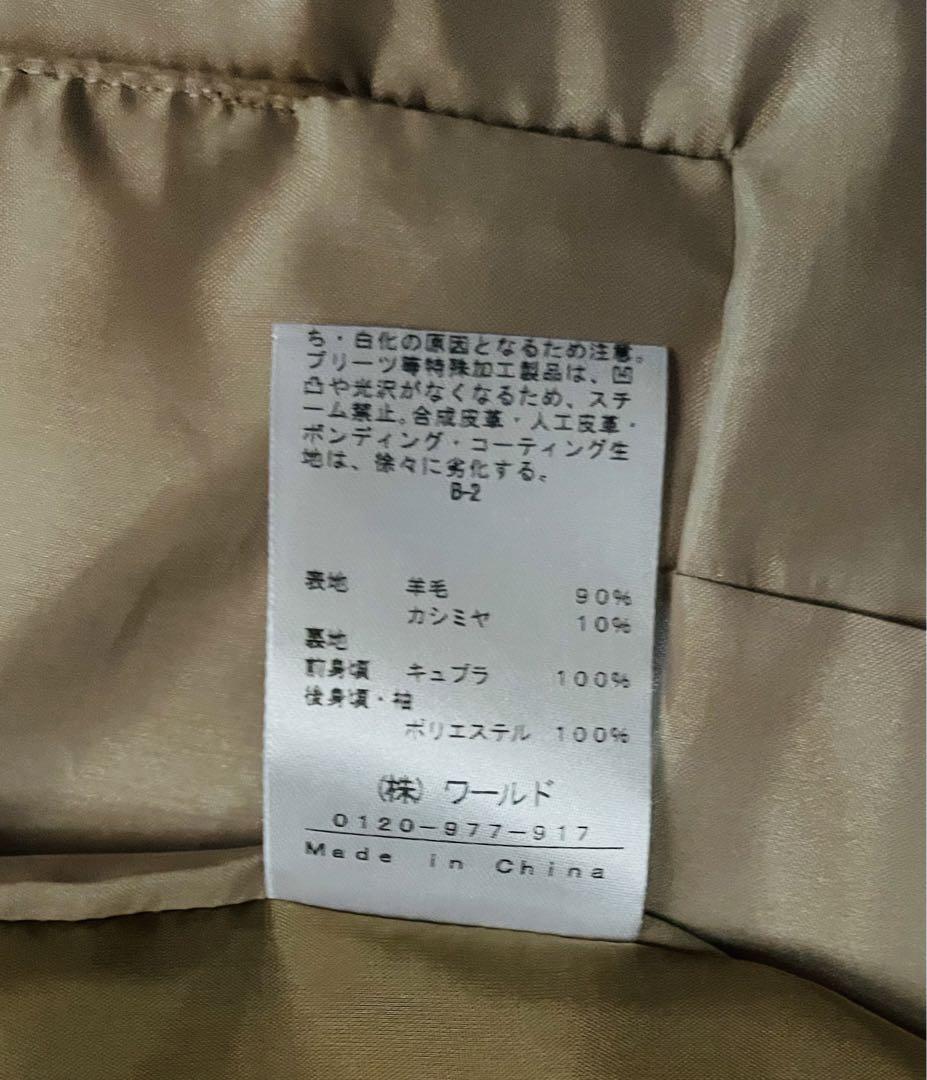 ち・白化の原因となるため注意。
プリーツ等特殊加工製品は、凹
凸や光沢がなくなるため、スチ
ーム禁止。合成皮革・人工皮革・
ボンディング・コーティング生
地は、徐々に劣化する。
B-2
表地 羊毛 90%
カシミヤ 10%
裏地
前身頃 キュプラ 100%
後身頃・袖
ポリエステル 100%
(株) ワールド
0120-977-917
Made in China